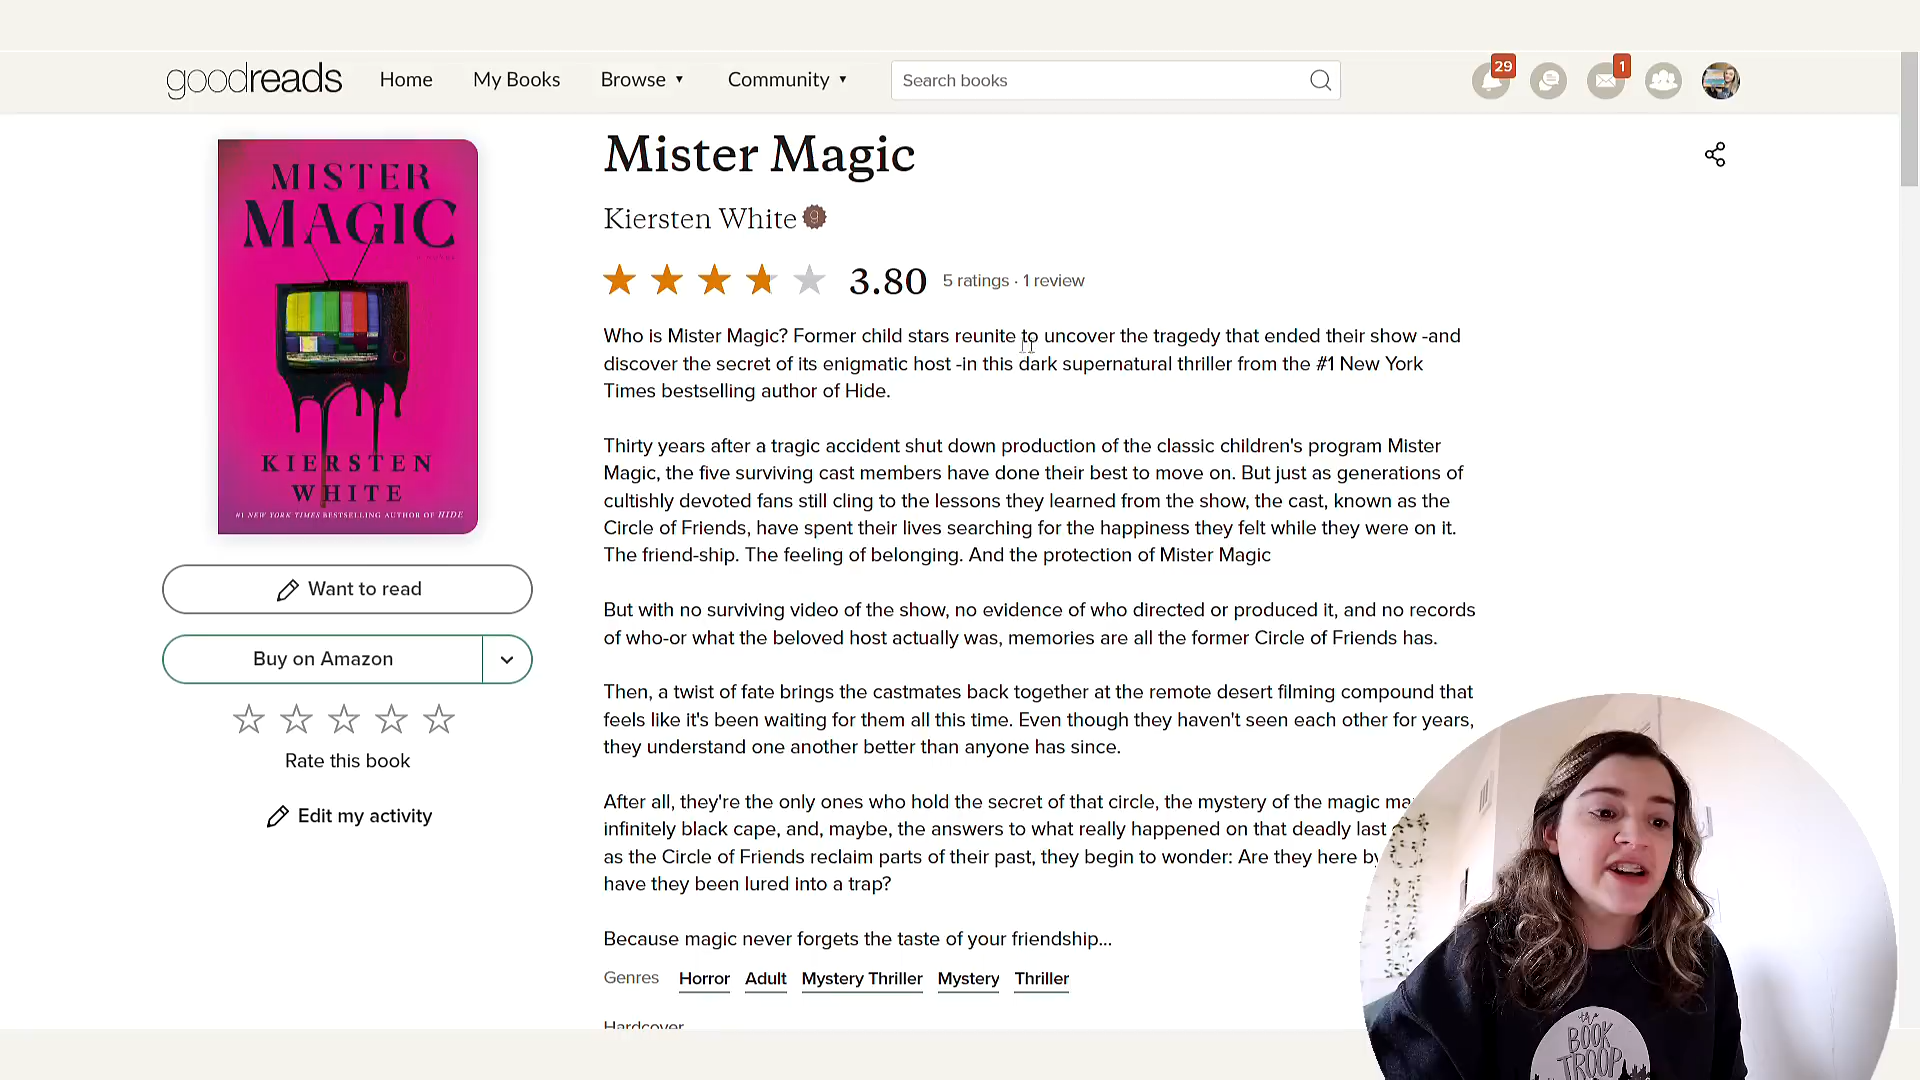 goodreads
Home
My Books
Browse ▼
Community ▼
Search books
29
1
MISTER
MAGIC
A NOVEL
KIERSTEN
WHITE
#1 NEW YORK TIMES BESTSELLING AUTHOR OF HIDE
Want to read
Buy on Amazon
Rate this book
Edit my activity
Mister Magic
Kiersten White g
3.80 5 ratings · 1 review
Who is Mister Magic? Former child stars reunite to uncover the tragedy that ended their show -and
discover the secret of its enigmatic host -in this dark supernatural thriller from the #1 New York
Times bestselling author of Hide.
Thirty years after a tragic accident shut down production of the classic children's program Mister
Magic, the five surviving cast members have done their best to move on. But just as generations of
cultishly devoted fans still cling to the lessons they learned from the show, the cast, known as the
Circle of Friends, have spent their lives searching for the happiness they felt while they were on it.
The friend-ship. The feeling of belonging. And the protection of Mister Magic
But with no surviving video of the show, no evidence of who directed or produced it, and no records
of who-or what the beloved host actually was, memories are all the former Circle of Friends has.
Then, a twist of fate brings the castmates back together at the remote desert filming compound that
feels like it's been waiting for them all this time. Even though they haven't seen each other for years,
they understand one another better than anyone has since.
After all, they're the only ones who hold the secret of that circle, the mystery of the magic ma
infinitely black cape, and, maybe, the answers to what really happened on that deadly last
as the Circle of Friends reclaim parts of their past, they begin to wonder: Are they here by
have they been lured into a trap?
Because magic never forgets the taste of your friendship...
Genres Horror Adult Mystery Thriller Mystery Thriller
Hardcover
the
BOOK
TROOP